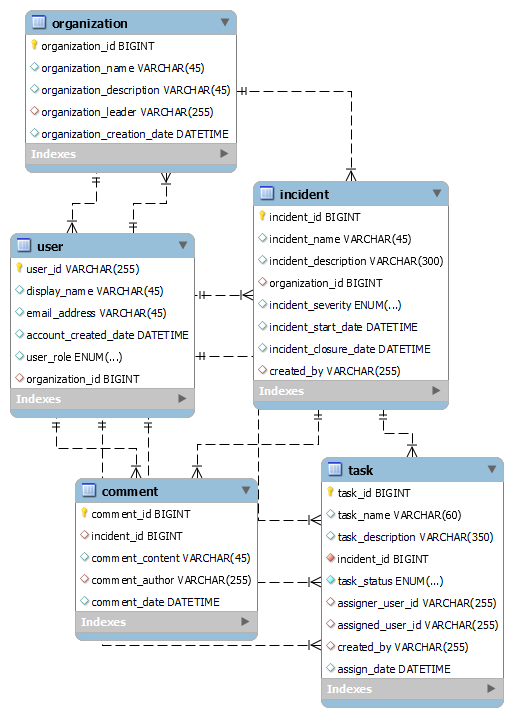 organization
organization_id BIGINT
organization_name VARCHAR(45)
organization_description VARCHAR(45)
organization_leader VARCHAR(255)
organization_creation_date DATETIME
Indexes
incident
incident_id BIGINT
incident_name VARCHAR(45)
incident_description VARCHAR(300)
organization_id BIGINT
incident_severity ENUM(...)
incident_start_date DATETIME
incident_closure_date DATETIME
created_by VARCHAR(255)
Indexes
user
user_id VARCHAR(255)
display_name VARCHAR(45)
email_address VARCHAR(45)
account_created_date DATETIME
user_role ENUM(...)
organization_id BIGINT
Indexes
comment
comment_id BIGINT
incident_id BIGINT
comment_content VARCHAR(45)
comment_author VARCHAR(255)
comment_date DATETIME
Indexes
task
task_id BIGINT
task_name VARCHAR(60)
task_description VARCHAR(350)
incident_id BIGINT
task_status ENUM(...)
assigner_user_id VARCHAR(255)
assigned_user_id VARCHAR(255)
created_by VARCHAR(255)
assign_date DATETIME
Indexes